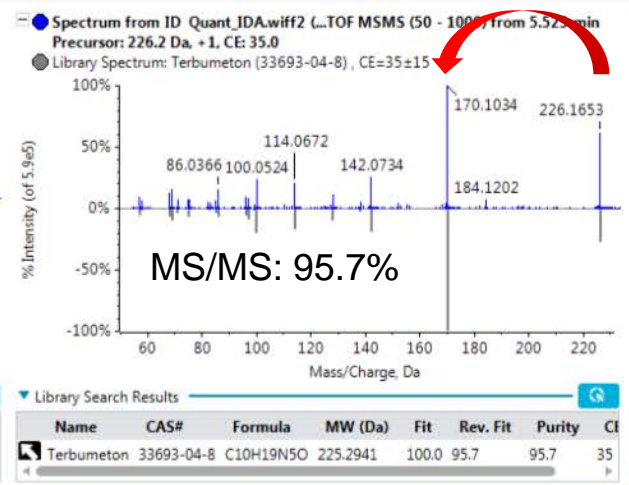 Spectrum from ID Quant_IDA.wiff2 (...TOF MSMS (50 - 1000) from 5.523 min
Precursor: 226.2 Da, +1, CE: 35.0
Library Spectrum: Terbumeton (33693-04-8) , CE=35±15
100%
170.1034
226.1653
114.0672
50%
86.0366
100.0524
142.0734
184.1202
0%
% Intensity (of 5.9e5)
MS/MS: 95.7%
-50%
-100%
60 80 100 120 140 160 180 200 220
Mass/Charge, Da
Library Search Results
Name CAS# Formula MW (Da) Fit Rev. Fit Purity
Terbumeton 33693-04-8 C10H19N5O 225.2941 100.0 95.7 95.7 35